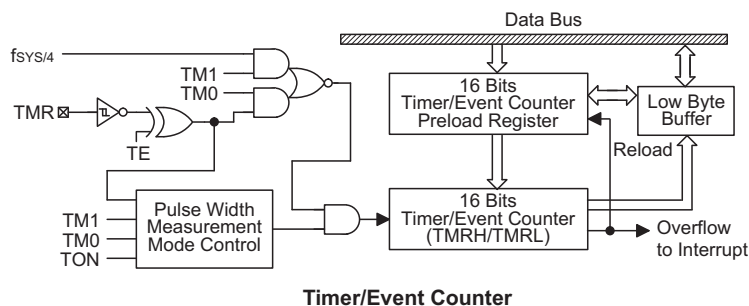 Data Bus
fSYS/4
TM1
TM0
TMR
TE
16 Bits
Timer/Event Counter
Preload Register
Low Byte
Buffer
Reload
TM1
TM0
TON
Pulse Width
Measurement
Mode Control
16 Bits
Timer/Event Counter
(TMRH/TMRL)
Overflow
to Interrupt
Timer/Event Counter